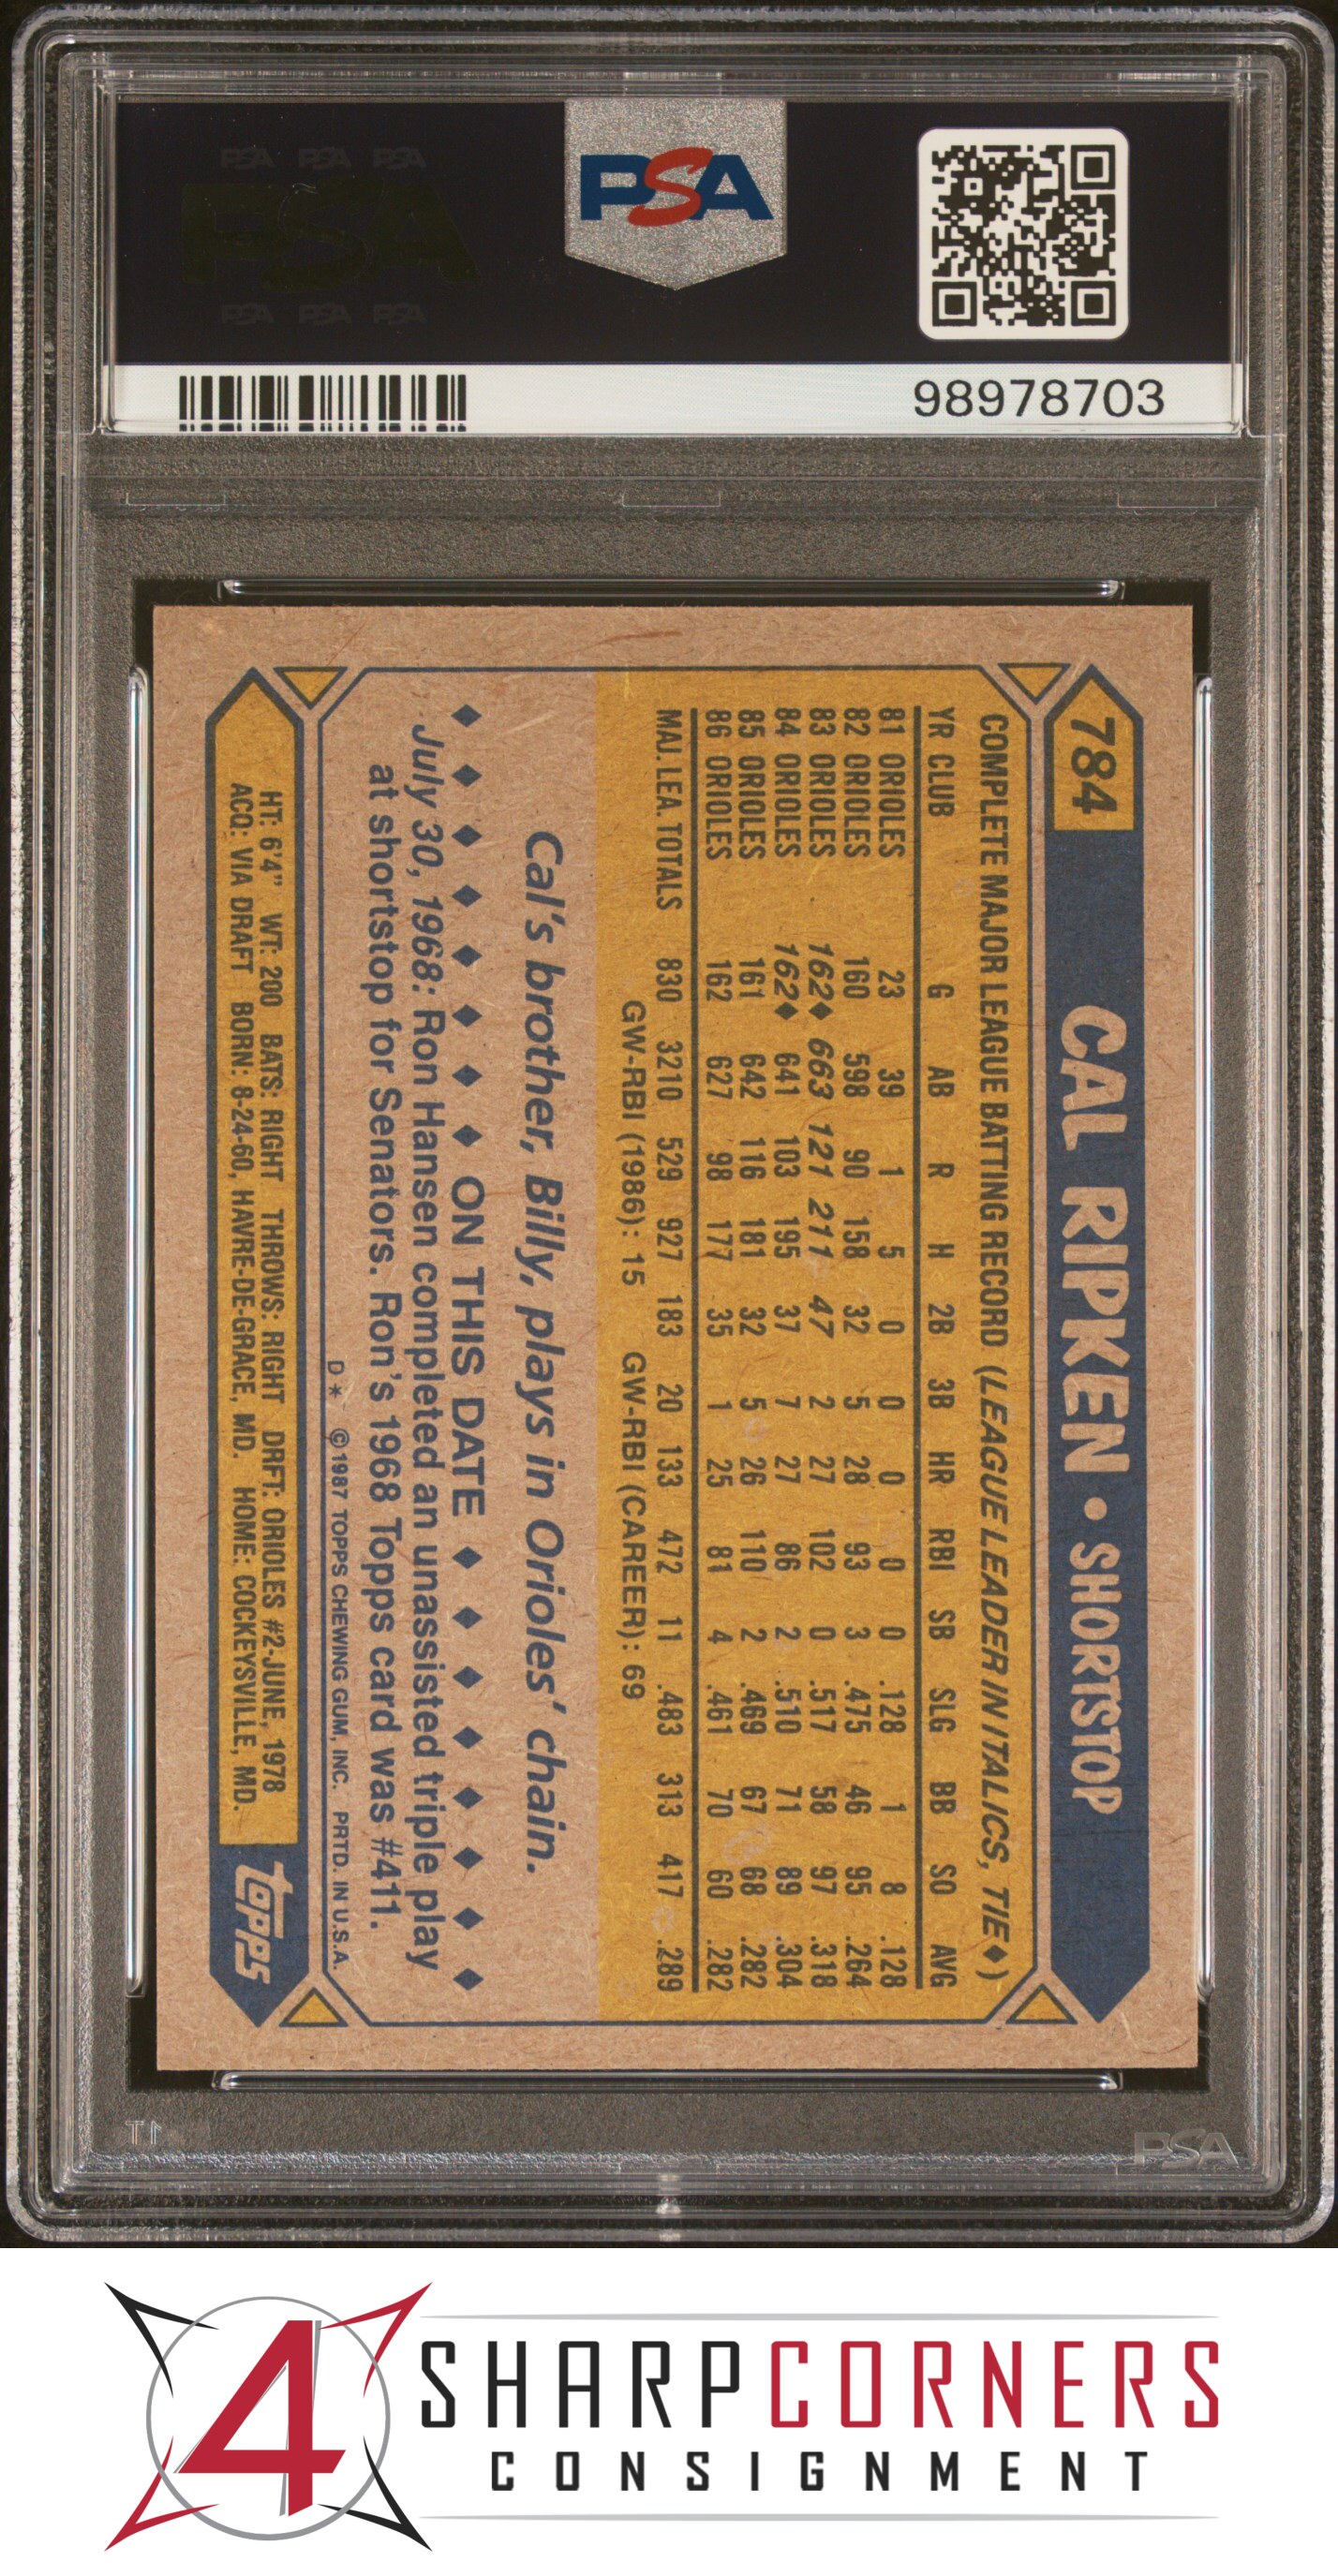 PSA PSA PSA
PSA
PSA PSA PSA
PSA
98978703
784 CAL RIPKEN • SHORTSTOP
COMPLETE MAJOR LEAGUE BATTING RECORD (LEAGUE LEADER IN ITALICS, TIE♦)
YR CLUB G AB R H 2B 3B HR RBI SB SLG BB SO AVG
81 ORIOLES 23 39 1 5 0 0 0 0 0 .128 1 8 .128
82 ORIOLES 160 598 90 158 32 5 28 93 3 .475 46 95 .264
83 ORIOLES 162♦ 663 121 211 47 2 27 102 0 .517 58 97 .318
84 ORIOLES 162♦ 641 103 195 37 7 27 86 2 .510 71 89 .304
85 ORIOLES 161 642 116 181 32 5 26 110 2 .469 67 68 .282
86 ORIOLES 162 627 98 177 35 1 25 81 4 .461 70 60 .282
MAJ. LEA. TOTALS 830 3210 529 927 183 20 133 472 11 .483 313 417 .289
GW-RBI (1986): 15 GW-RBI (CAREER): 69
Cal's brother, Billy, plays in Orioles' chain.
♦ ♦ ♦ ♦ ♦ ♦ ♦ ♦ ON THIS DATE ♦ ♦ ♦ ♦ ♦ ♦ ♦ ♦
July 30, 1968: Ron Hansen completed an unassisted triple play
at shortstop for Senators. Ron's 1968 Topps card was #411.
D✶ ©1987 TOPPS CHEWING GUM, INC. PRTD. IN U.S.A.
HT: 6'4" WT: 200 BATS: RIGHT THROWS: RIGHT DRFT: ORIOLES #2-JUNE, 1978
ACQ: VIA DRAFT BORN: 8-24-60, HAVRE-DE-GRACE, MD. HOME: COCKEYSVILLE, MD.
topps
PSA
4 SHARPCORNERS
CONSIGNMENT